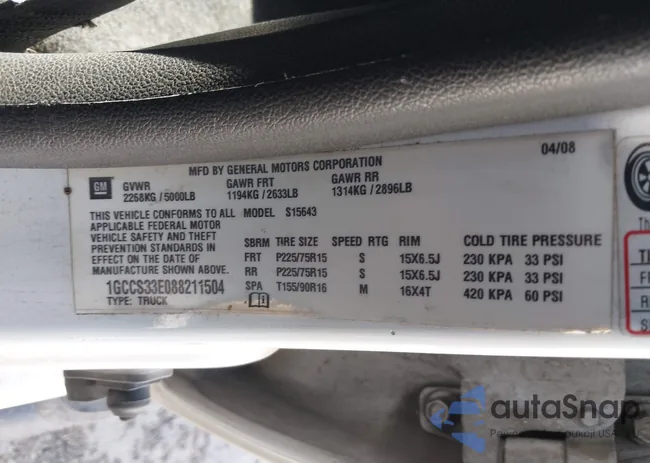 MFD BY GENERAL MOTORS CORPORATION 04/08
GM GVWR GAWR FRT GAWR RR
2268KG / 5000LB 1194KG / 2633LB 1314KG / 2896LB
THIS VEHICLE CONFORMS TO ALL MODEL S15643
APPLICABLE FEDERAL MOTOR
VEHICLE SAFETY AND THEFT
PREVENTION STANDARDS IN SBRM TIRE SIZE SPEED RTG RIM COLD TIRE PRESSURE
EFFECT ON THE DATE OF FRT P225/75R15 S 15X6.5J 230 KPA 33 PSI
MANUFACTURE SHOWN ABOVE. RR P225/75R15 S 15X6.5J 230 KPA 33 PSI
1GCCS33E088211504 SPA T155/90R16 M 16X4T 420 KPA 60 PSI
TYPE: TRUCK
autoSnap